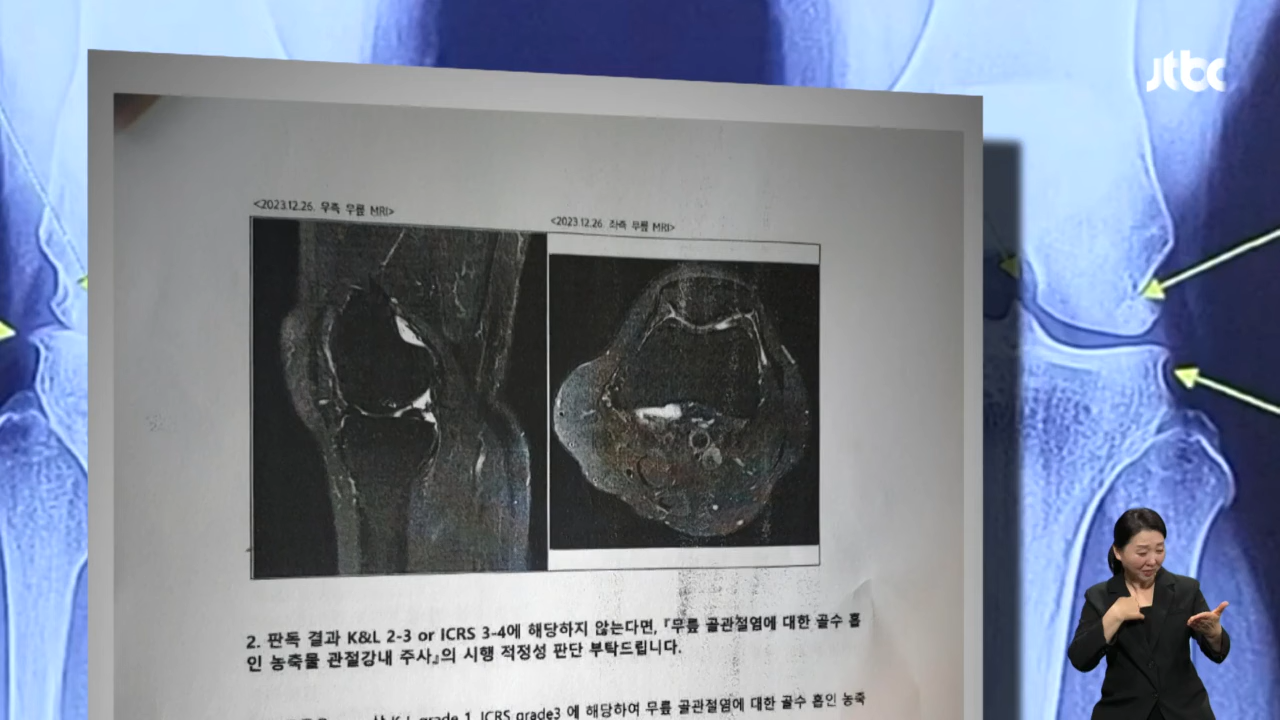 jtbc
<2023.12.26. 우측 무릎 MRI>
<2023.12.26. 좌측 무릎 MRI>
2. 판독 결과 K&L 2-3 or ICRS 3-4에 해당하지 않는다면, 『무릎 골관절염에 대한 골수 흡
인 농축물 관절강내 주사』의 시행 적정성 판단 부탁드립니다.
K-L grade 1, ICRS grade3 에 해당하여 무릎 골관절염에 대한 골수 흡인 농축